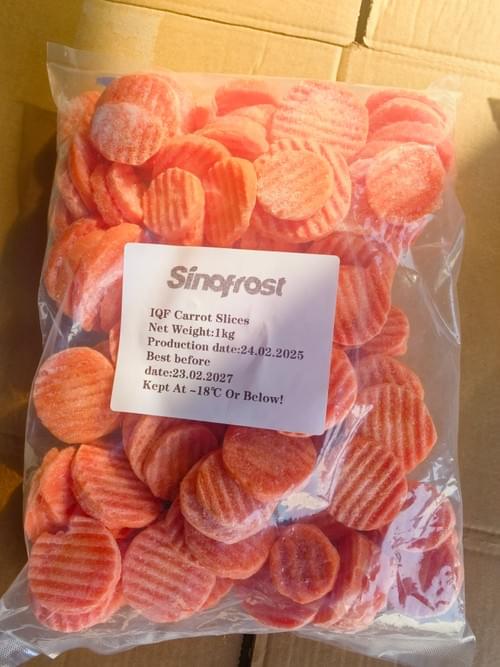 Sinofrost
IQF Carrot Slices
Net Weight:1kg
Production date:24.02.2025
Best before
date:23.02.2027
Kept At -18℃ Or Below!